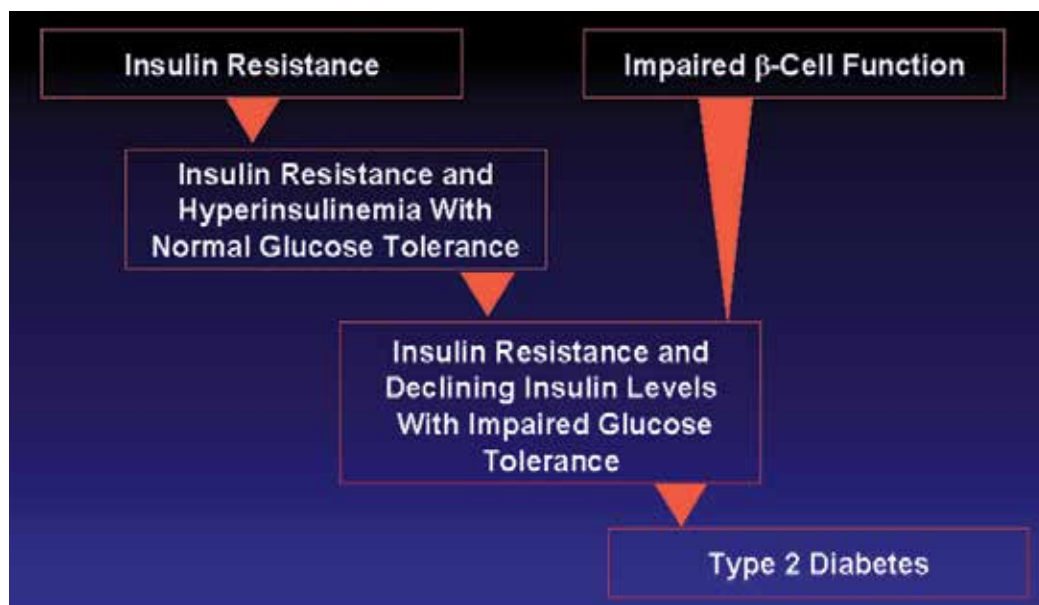 Insulin Resistance
Impaired β-Cell Function
Insulin Resistance and
Hyperinsulinemia With
Normal Glucose Tolerance
Insulin Resistance and
Declining Insulin Levels
With Impaired Glucose
Tolerance
Type 2 Diabetes